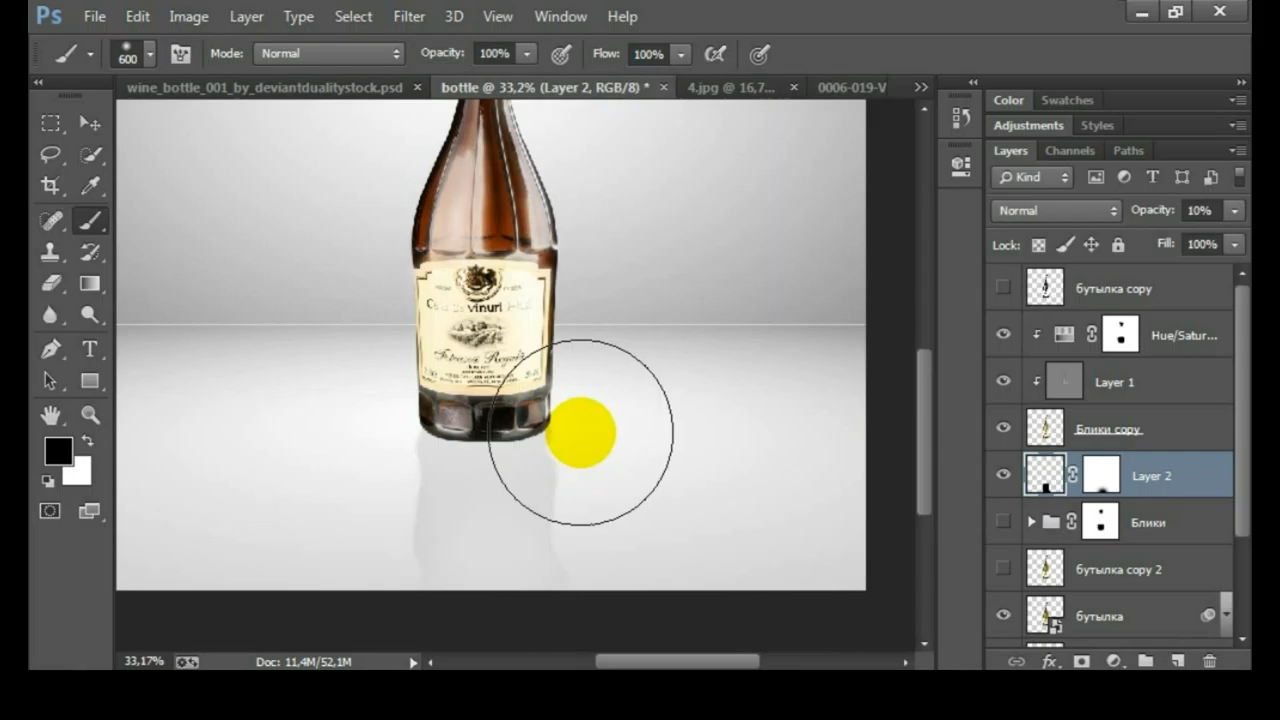 Ps File Edit Image Layer Type Select Filter 3D View Window Help
600 Mode: Normal Opacity: 100% Flow: 100%
wine_bottle_001_by_deviantdualitystock.psd × bottle @ 33,2% (Layer 2, RGB/8) * × 4.jpg @ 16,7... × 0006-019-V
Color Swatches
Adjustments Styles
Layers Channels Paths
Kind
Normal Opacity: 10%
Lock: Fill: 100%
бутылка copy
Hue/Satur...
Layer 1
Блики copy
Layer 2
Блики
бутылка copy 2
бутылка
vinuri
33,17% Doc: 11,4M/52,1M
fx